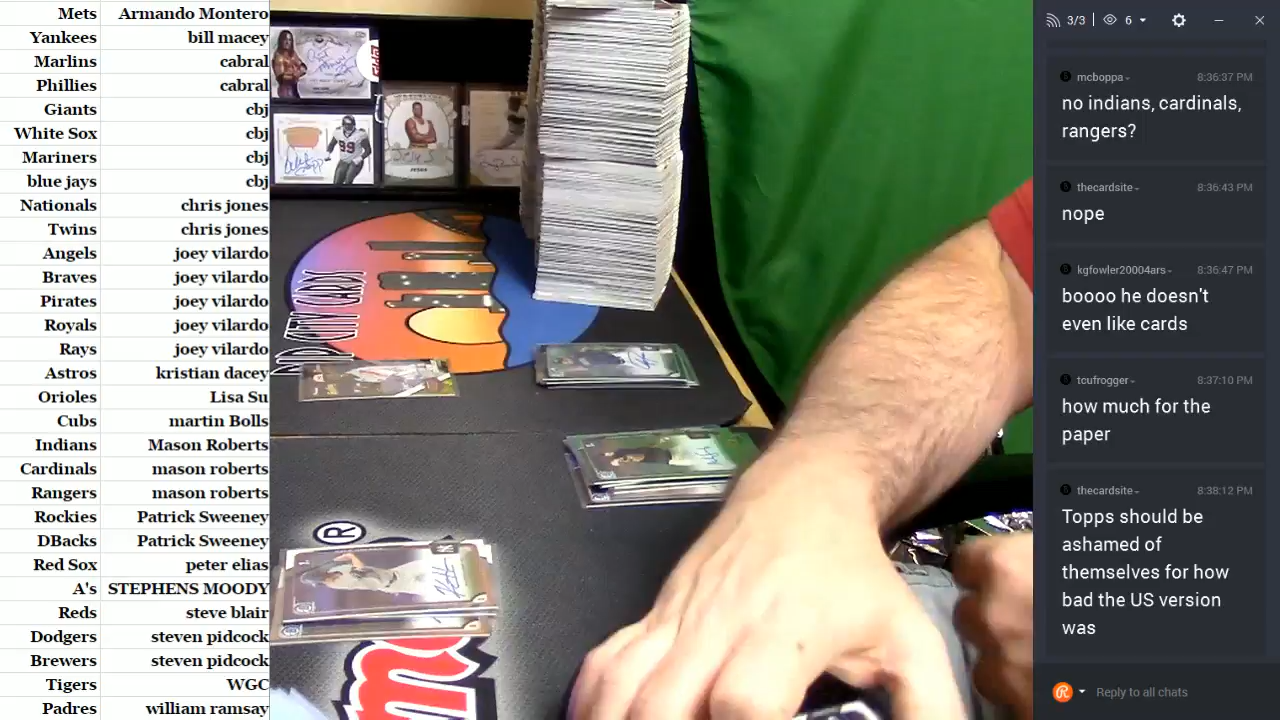 Mets Armando Montero
Yankees bill macey
Marlins cabral
Phillies cabral
Giants cbj
White Sox cbj
Mariners cbj
blue jays cbj
Nationals chris jones
Twins chris jones
Angels joey vilardo
Braves joey vilardo
Pirates joey vilardo
Royals joey vilardo
Rays joey vilardo
Astros kristian dacey
Orioles Lisa Su
Cubs martin Bolls
Indians Mason Roberts
Cardinals mason roberts
Rangers mason roberts
Rockies Patrick Sweeney
DBacks Patrick Sweeney
Red Sox peter elias
A's STEPHENS MOODY
Reds steve blair
Dodgers steven pidcock
Brewers steven pidcock
Tigers WGC
Padres william ramsay
CITY CARDS
®
3/3 6
mcboppa 8:36:37 PM
no indians, cardinals,
rangers?
thecardsite 8:36:43 PM
nope
kgfowler20004ars 8:36:47 PM
boooo he doesn't
even like cards
tcufrogger 8:37:10 PM
how much for the
paper
thecardsite 8:38:12 PM
Topps should be
ashamed of
themselves for how
bad the US version
was
Reply to all chats